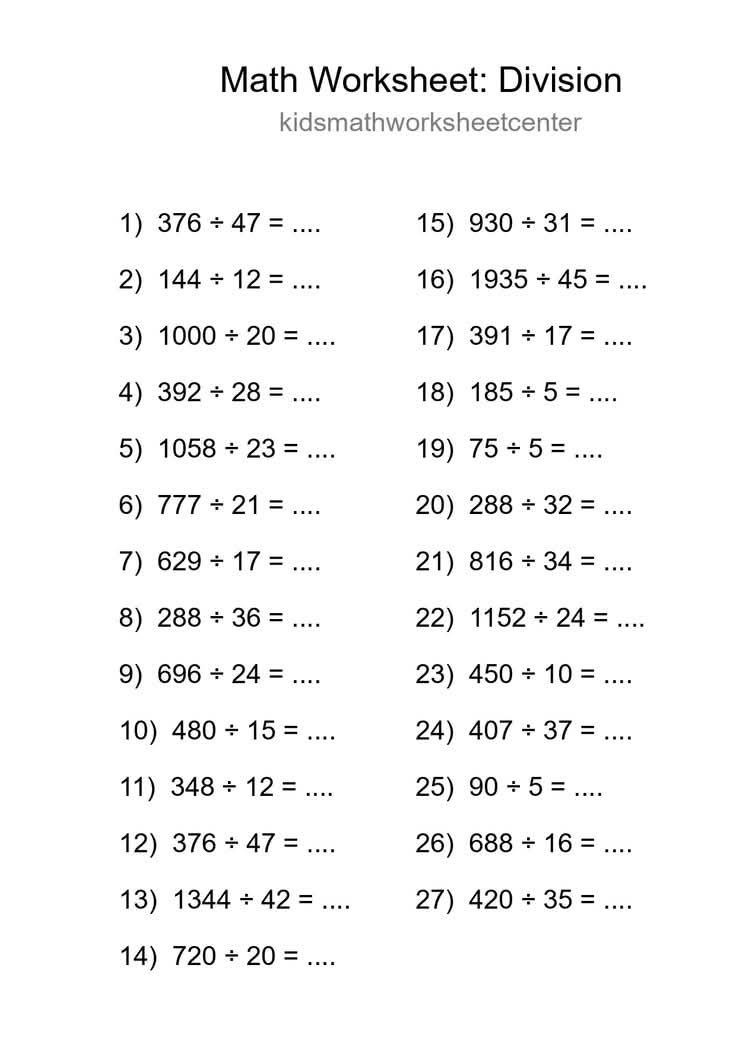 Math Worksheet: Division
kidsmathworksheetcenter
1) 376 ÷ 47 = ....
2) 144 ÷ 12 = ....
3) 1000 ÷ 20 = ....
4) 392 ÷ 28 = ....
5) 1058 ÷ 23 = ....
6) 777 ÷ 21 = ....
7) 629 ÷ 17 = ....
8) 288 ÷ 36 = ....
9) 696 ÷ 24 = ....
10) 480 ÷ 15 = ....
11) 348 ÷ 12 = ....
12) 376 ÷ 47 = ....
13) 1344 ÷ 42 = ....
14) 720 ÷ 20 = ....
15) 930 ÷ 31 = ....
16) 1935 ÷ 45 = ....
17) 391 ÷ 17 = ....
18) 185 ÷ 5 = ....
19) 75 ÷ 5 = ....
20) 288 ÷ 32 = ....
21) 816 ÷ 34 = ....
22) 1152 ÷ 24 = ....
23) 450 ÷ 10 = ....
24) 407 ÷ 37 = ....
25) 90 ÷ 5 = ....
26) 688 ÷ 16 = ....
27) 420 ÷ 35 = ....